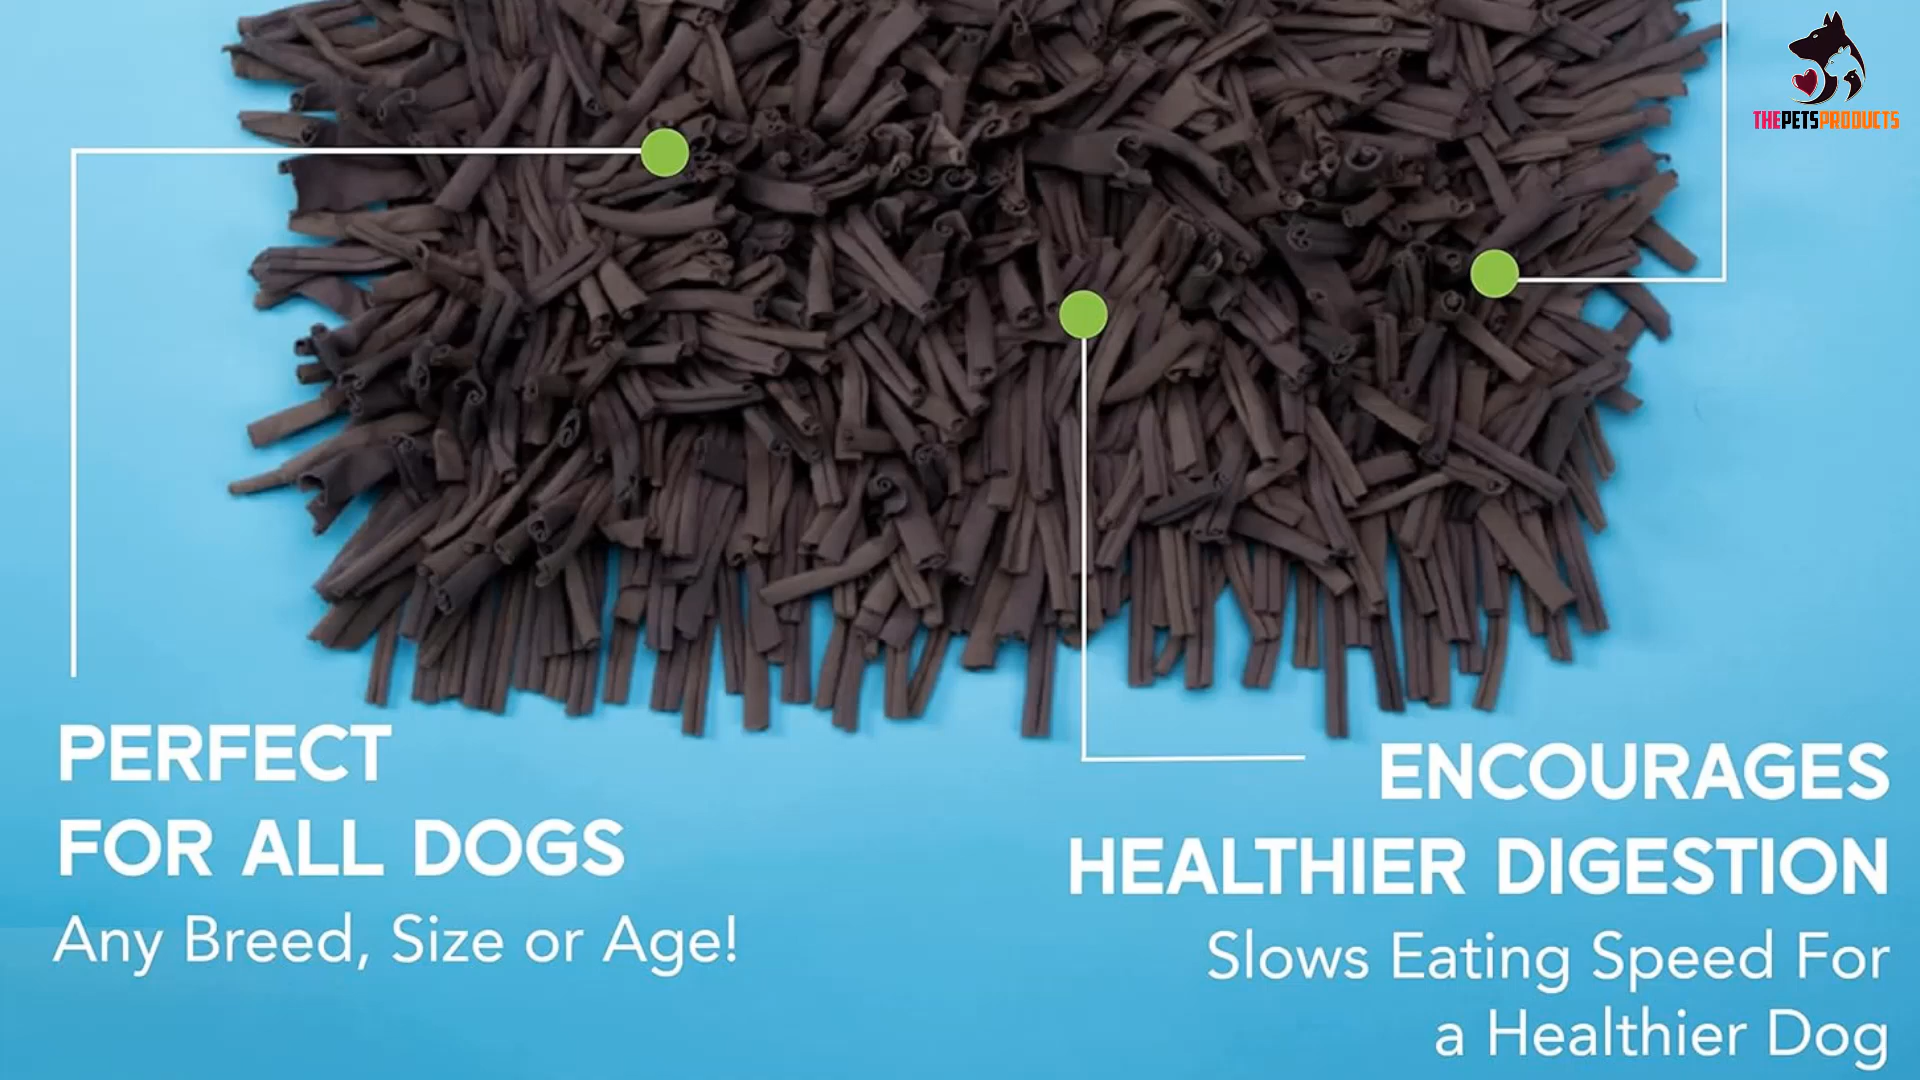 THEPETSPRODUCTS
PERFECT
FOR ALL DOGS
Any Breed, Size or Age!
ENCOURAGES
HEALTHIER DIGESTION
Slows Eating Speed For
a Healthier Dog